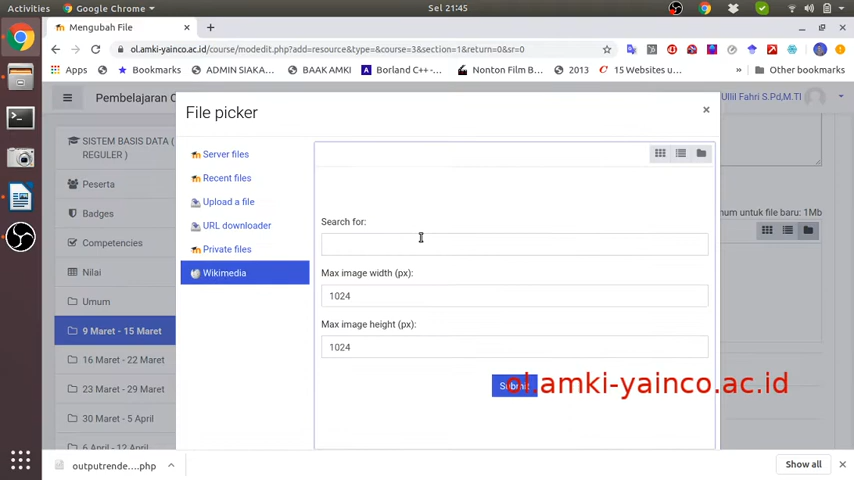 Google Chrome
Sel 21:45
Mengubah File
ol.amki-yainco.ac.id/course/modedit.php?add=resource&type=&course=3&section=1&return=0&sr=0
Apps
Bookmarks
ADMIN SIAKA...
BAAK AMKI
Borland C++-...
Nonton Film B...
2013
15 Websites u...
»
Other bookmarks
Pembelajaran
Ullil Fahri S.Pd,M.TI
File picker
×
SISTEM BASIS DATA (
REGULER )
Peserta
Badges
Competencies
Nilai
Umum
9 Maret - 15 Maret
16 Maret - 22 Maret
23 Maret - 29 Maret
30 Maret - 5 April
6 April - 12 April
Server files
Recent files
Upload a file
URL downloader
Private files
Wikimedia
Search for:
Max image width (px):
1024
Max image height (px):
1024
Submit
ol.amki-yainco.ac.id
untuk file baru: 1Mb
outputrende....php
Show all